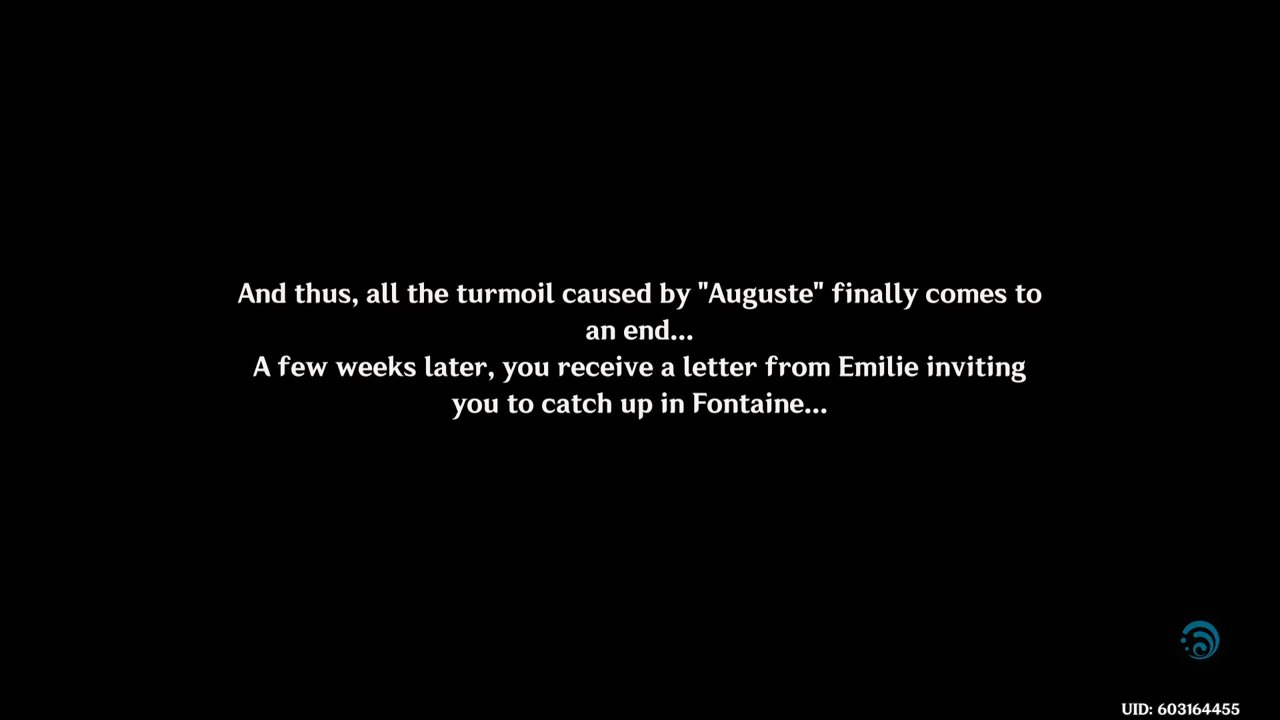 And thus, all the turmoil caused by "Auguste" finally comes to
an end...
A few weeks later, you receive a letter from Emilie inviting
you to catch up in Fontaine...
UID: 603164455